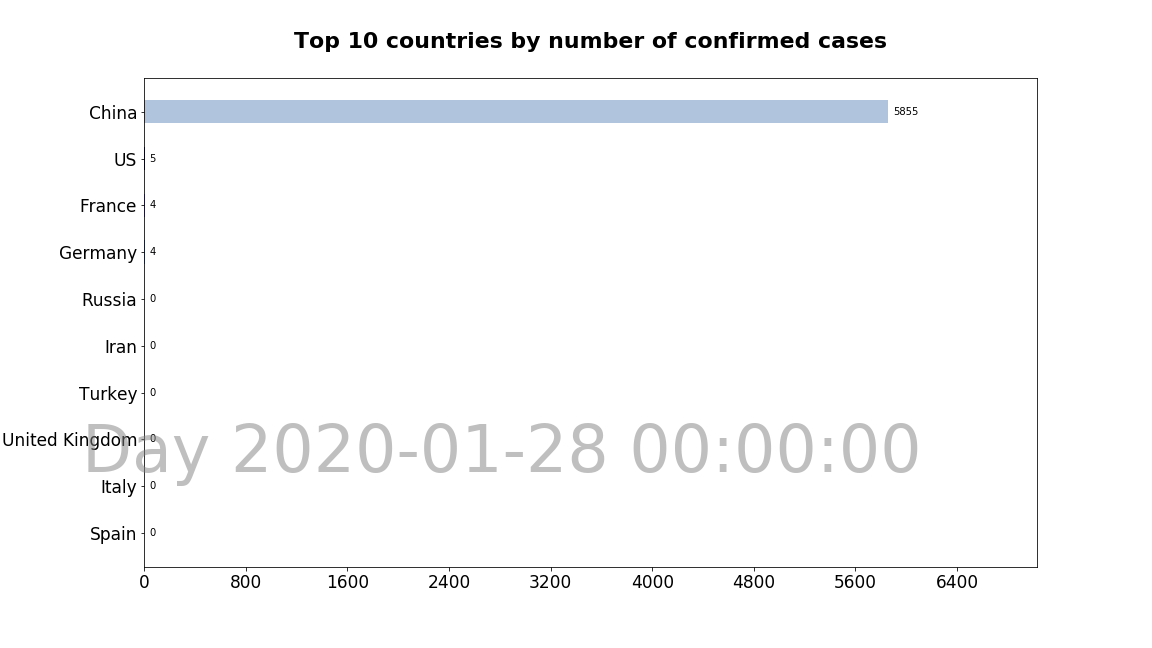 Top 10 countries by number of confirmed cases
China 5855
US 5
France 4
Germany 4
Russia 0
Iran 0
Turkey 0
United Kingdom 0
Day 2020-01-28 00:00:00
Italy 0
Spain 0
0 800 1600 2400 3200 4000 4800 5600 6400